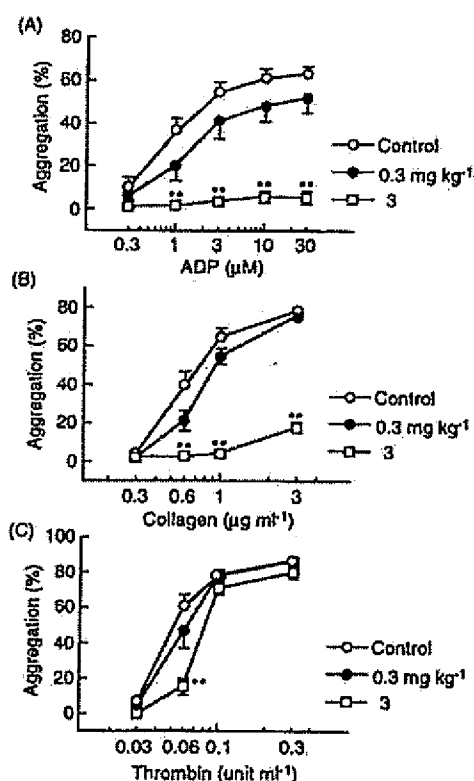 (A)
60
40
20
0
Aggregation (%)
**
**
**
**
Control
0.3 mg kg-1
3
0.3
1
3
10
30
ADP (μM)
(B)
80
60
40
20
0
Aggregation (%)
**
**
**
Control
0.3 mg kg-1
3
0.3
0.6
1
3
Collagen (μg ml-1)
(C)
100
80
60
40
20
0
Aggregation (%)
**
Control
0.3 mg kg-1
3
0.03
0.06
0.1
0.3
Thrombin (unit ml-1)